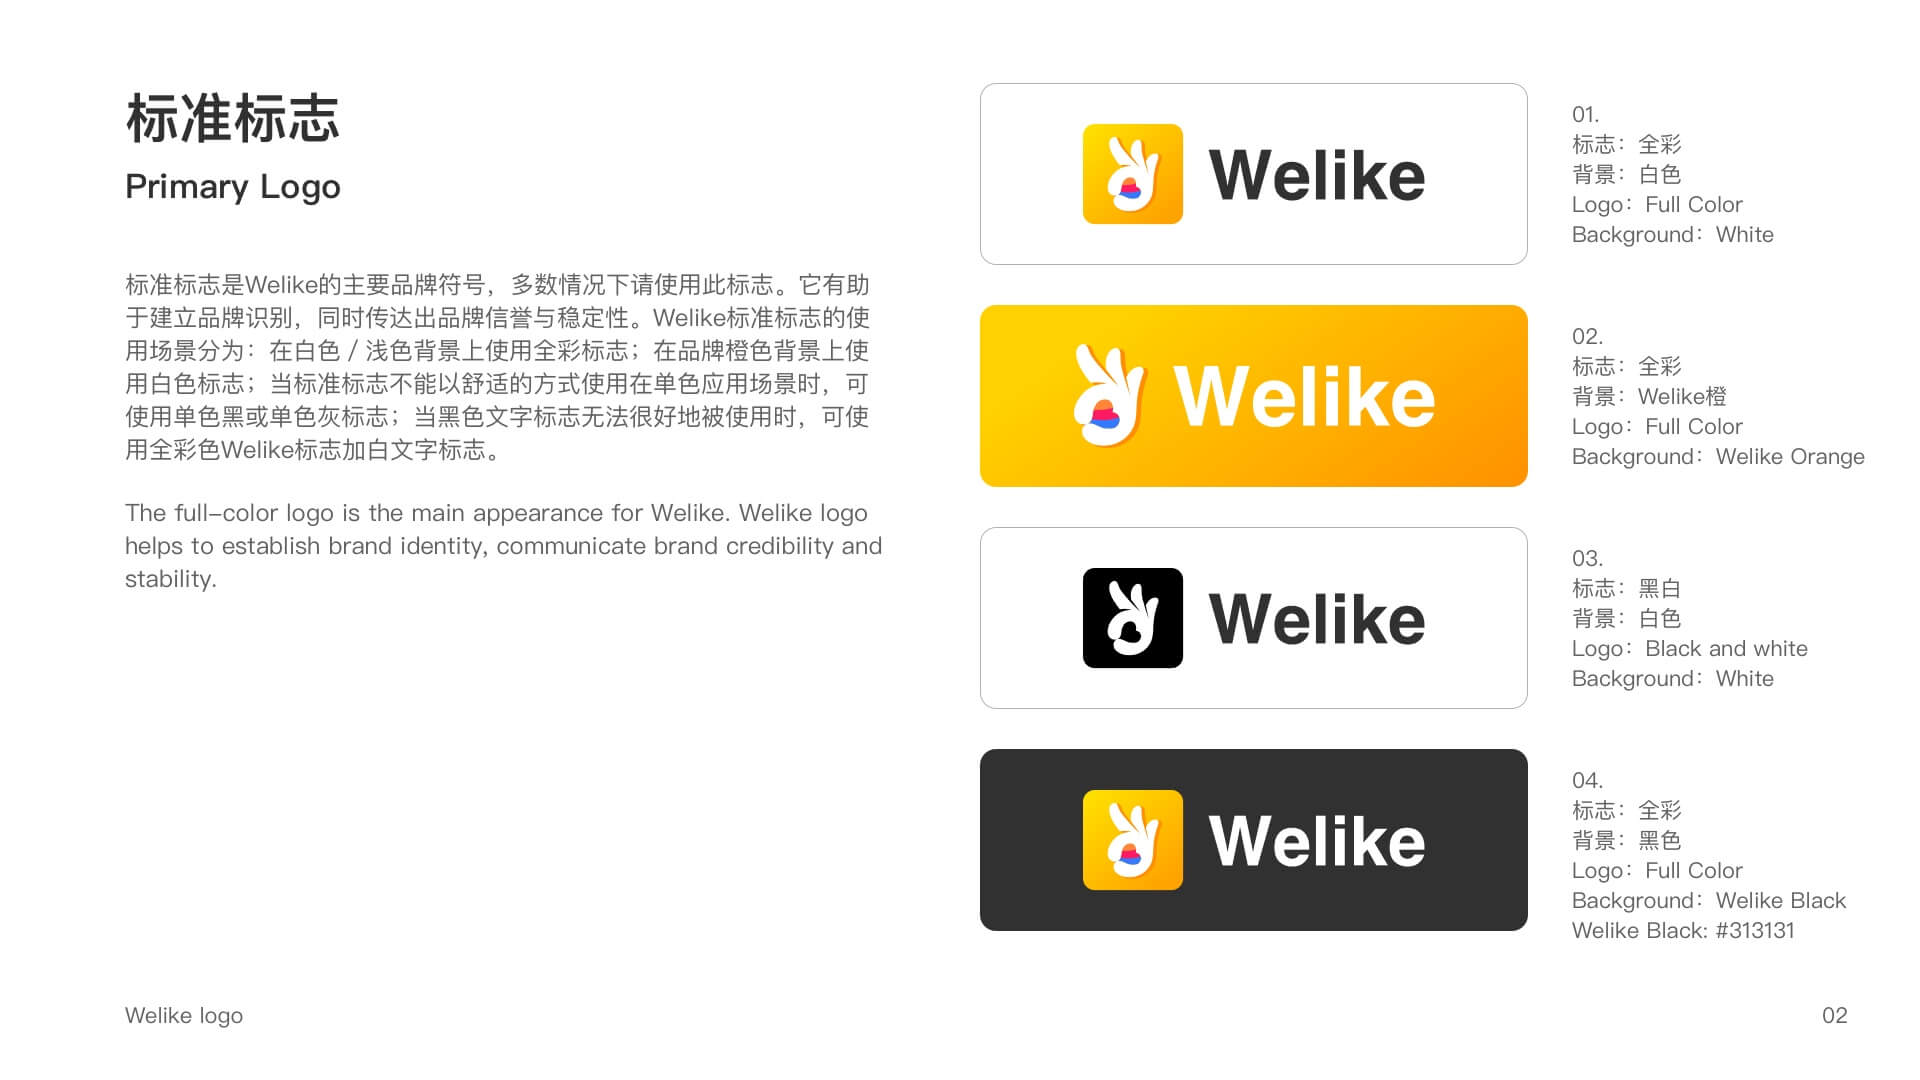 标准标志
Primary Logo
标准标志是Welike的主要品牌符号，多数情况下请使用此标志。它有助
于建立品牌识别，同时传达出品牌信誉与稳定性。Welike标准标志的使
用场景分为：在白色 / 浅色背景上使用全彩标志；在品牌橙色背景上使
用白色标志；当标准标志不能以舒适的方式使用在单色应用场景时，可
使用单色黑或单色灰标志；当黑色文字标志无法很好地被使用时，可使
用全彩色Welike标志加白文字标志。
The full-color logo is the main appearance for Welike. Welike logo
helps to establish brand identity, communicate brand credibility and
stability.
Welike
01.
标志：全彩
背景：白色
Logo：Full Color
Background：White
Welike
02.
标志：全彩
背景：Welike橙
Logo：Full Color
Background：Welike Orange
Welike
03.
标志：黑白
背景：白色
Logo：Black and white
Background：White
Welike
04.
标志：全彩
背景：黑色
Logo：Full Color
Background：Welike Black
Welike Black: #313131
Welike logo
02